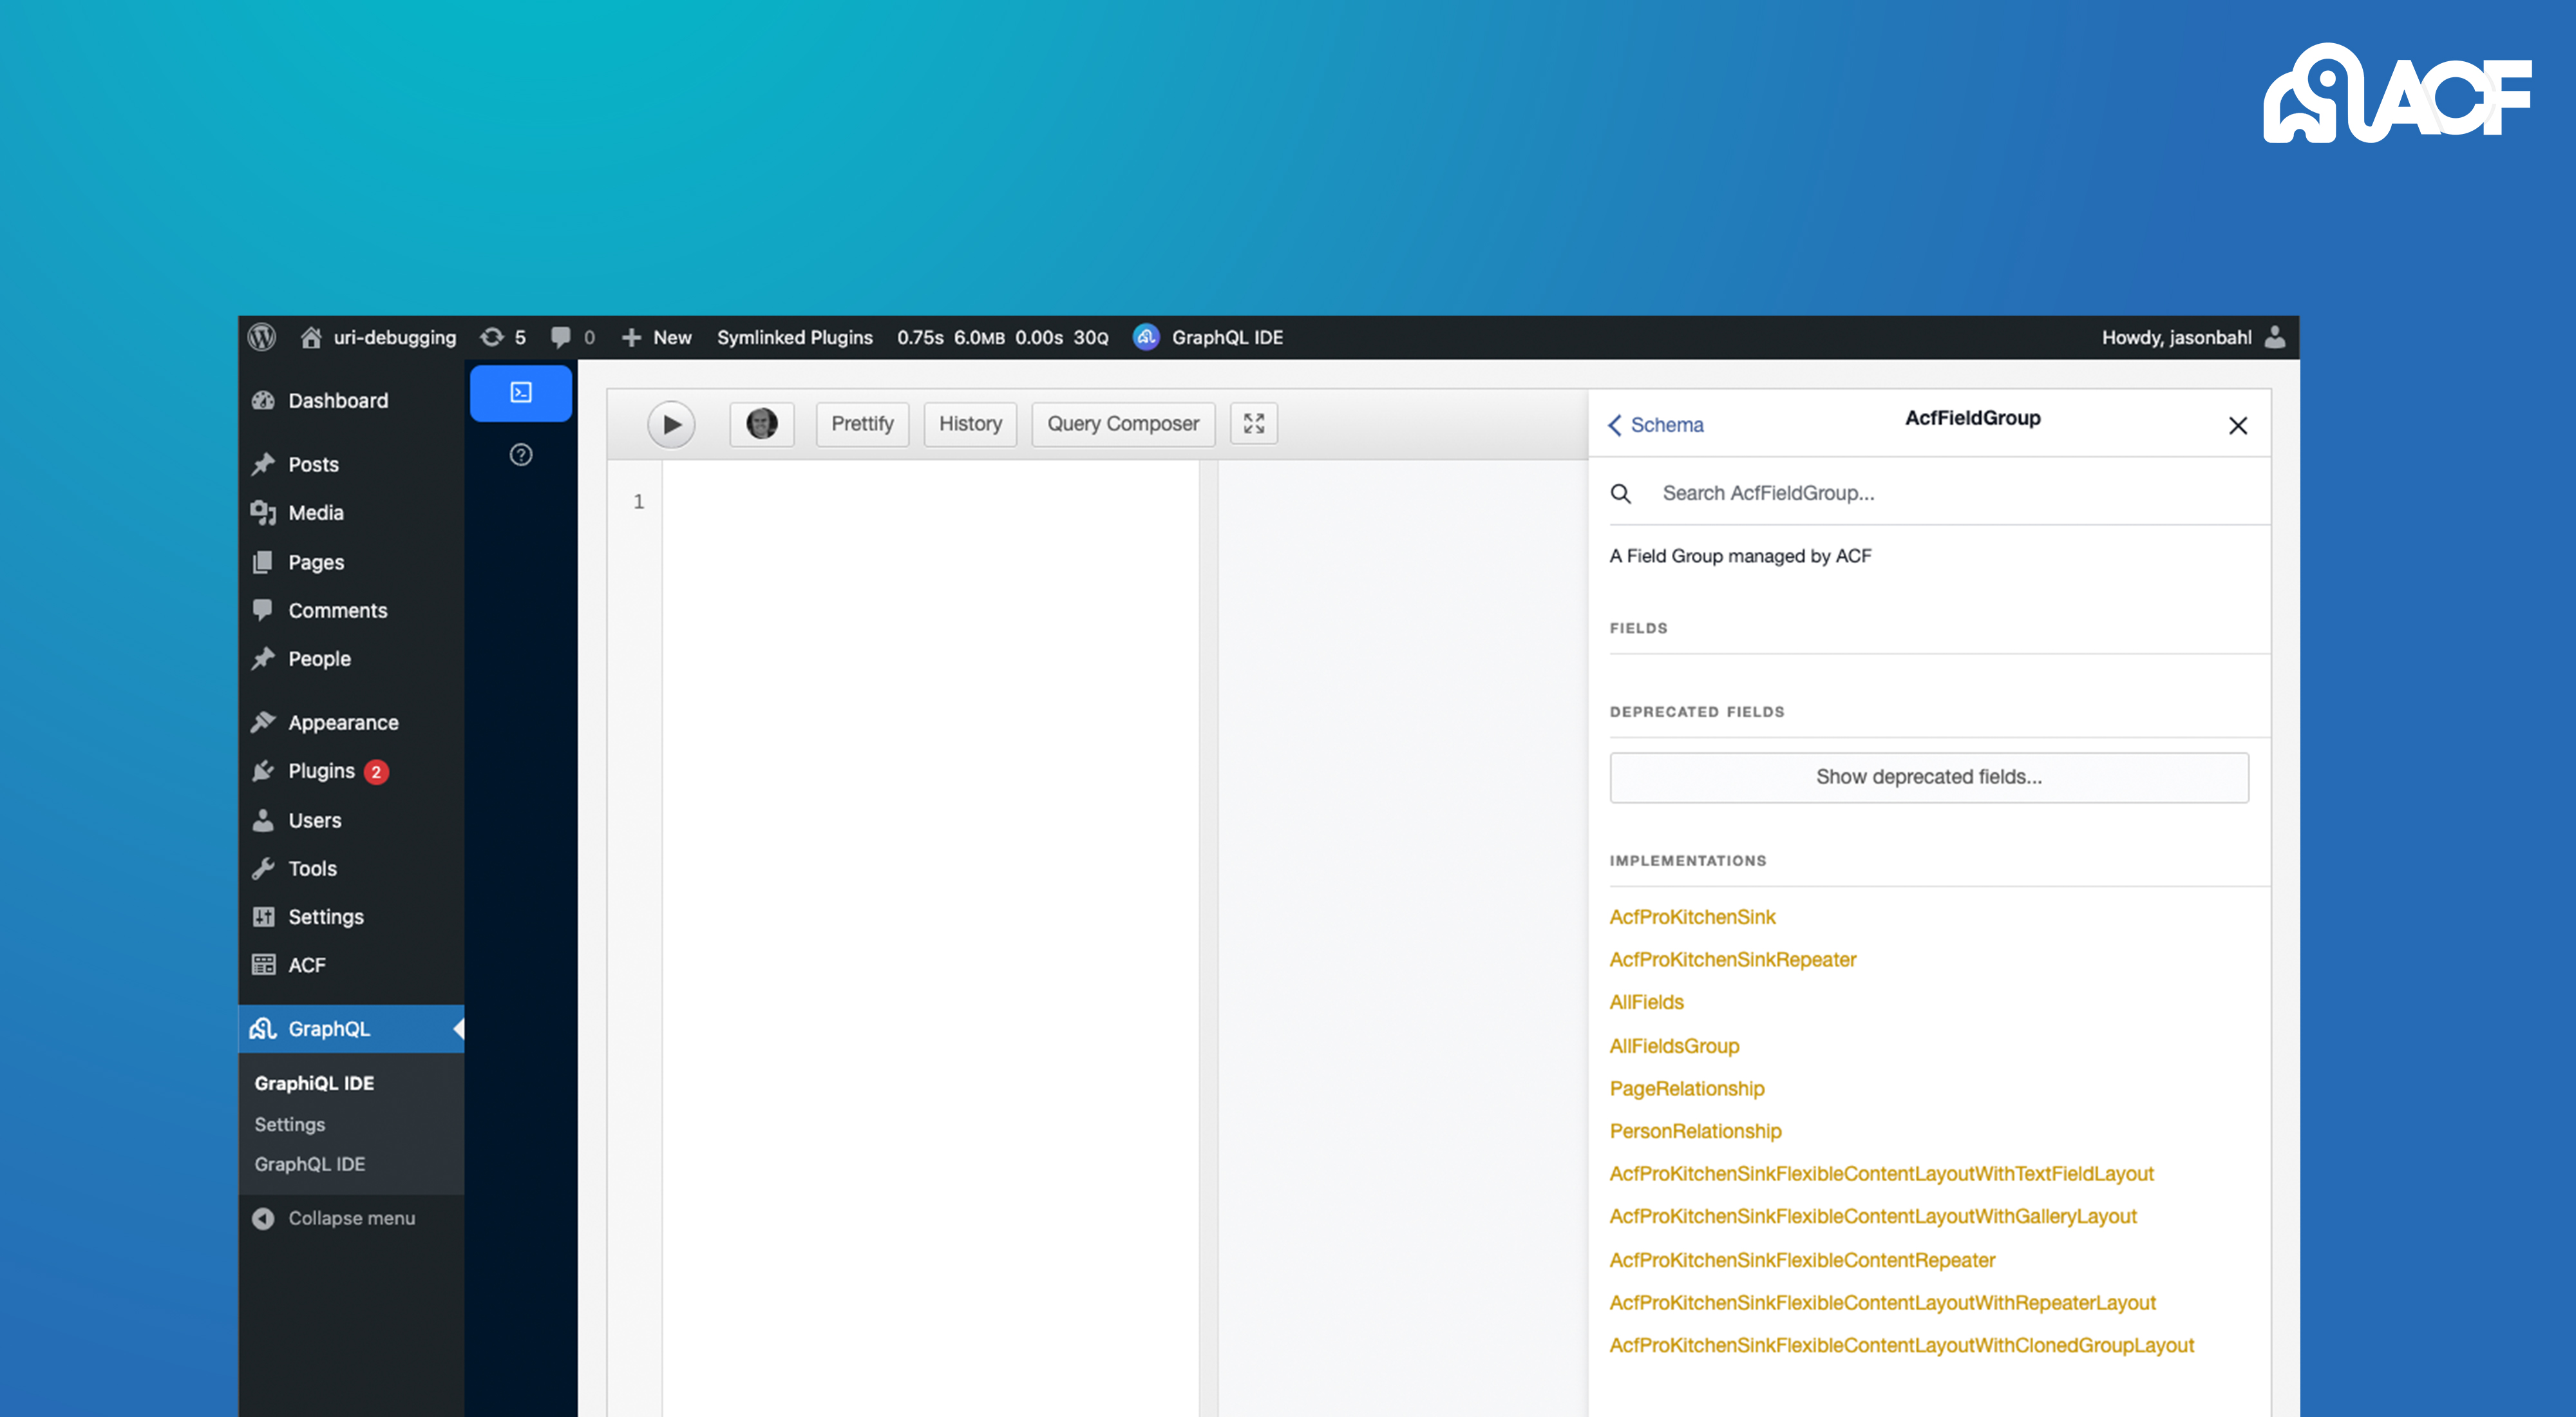 ACF
uri-debugging 5 0 New Symlinked Plugins 0.75s 6.0MB 0.00s 30Q GraphQL IDE Howdy, jasonbahl
Dashboard
Posts
Media
Pages
Comments
People
Appearance
Plugins 2
Users
Tools
Settings
ACF
GraphQL
GraphiQL IDE
Settings
GraphQL IDE
Collapse menu
Prettify History Query Composer
1
Schema AcfFieldGroup
Search AcfFieldGroup...
A Field Group managed by ACF
FIELDS
DEPRECATED FIELDS
Show deprecated fields...
IMPLEMENTATIONS
AcfProKitchenSink
AcfProKitchenSinkRepeater
AllFields
AllFieldsGroup
PageRelationship
PersonRelationship
AcfProKitchenSinkFlexibleContentLayoutWithTextFieldLayout
AcfProKitchenSinkFlexibleContentLayoutWithGalleryLayout
AcfProKitchenSinkFlexibleContentRepeater
AcfProKitchenSinkFlexibleContentLayoutWithRepeaterLayout
AcfProKitchenSinkFlexibleContentLayoutWithClonedGroupLayout